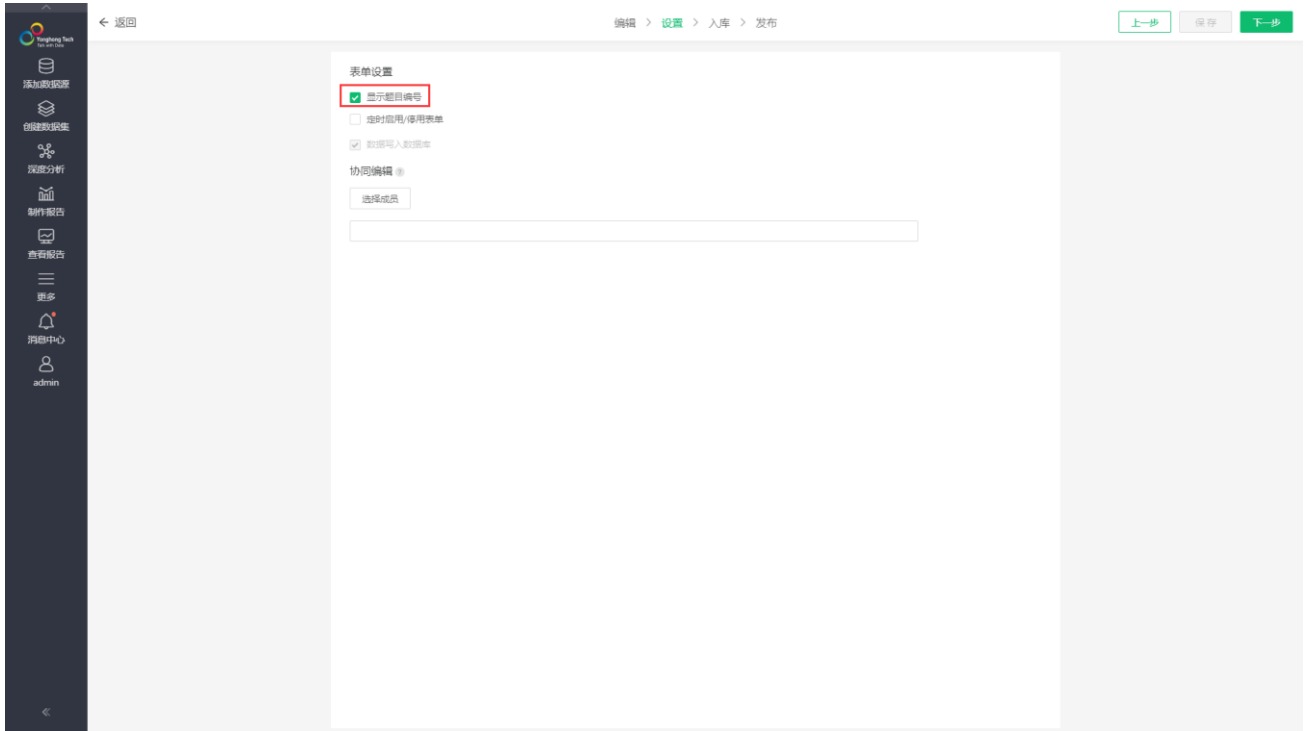 Yonghong Tech
Talk with Data
添加数据源
创建数据集
深度分析
制作报告
查看报告
更多
消息中心
admin
返回
编辑 > 设置 > 入库 > 发布
上一步
保存
下一步
表单设置
显示题目编号
定时启用/停用表单
数据写入数据库
协同编辑
选择成员